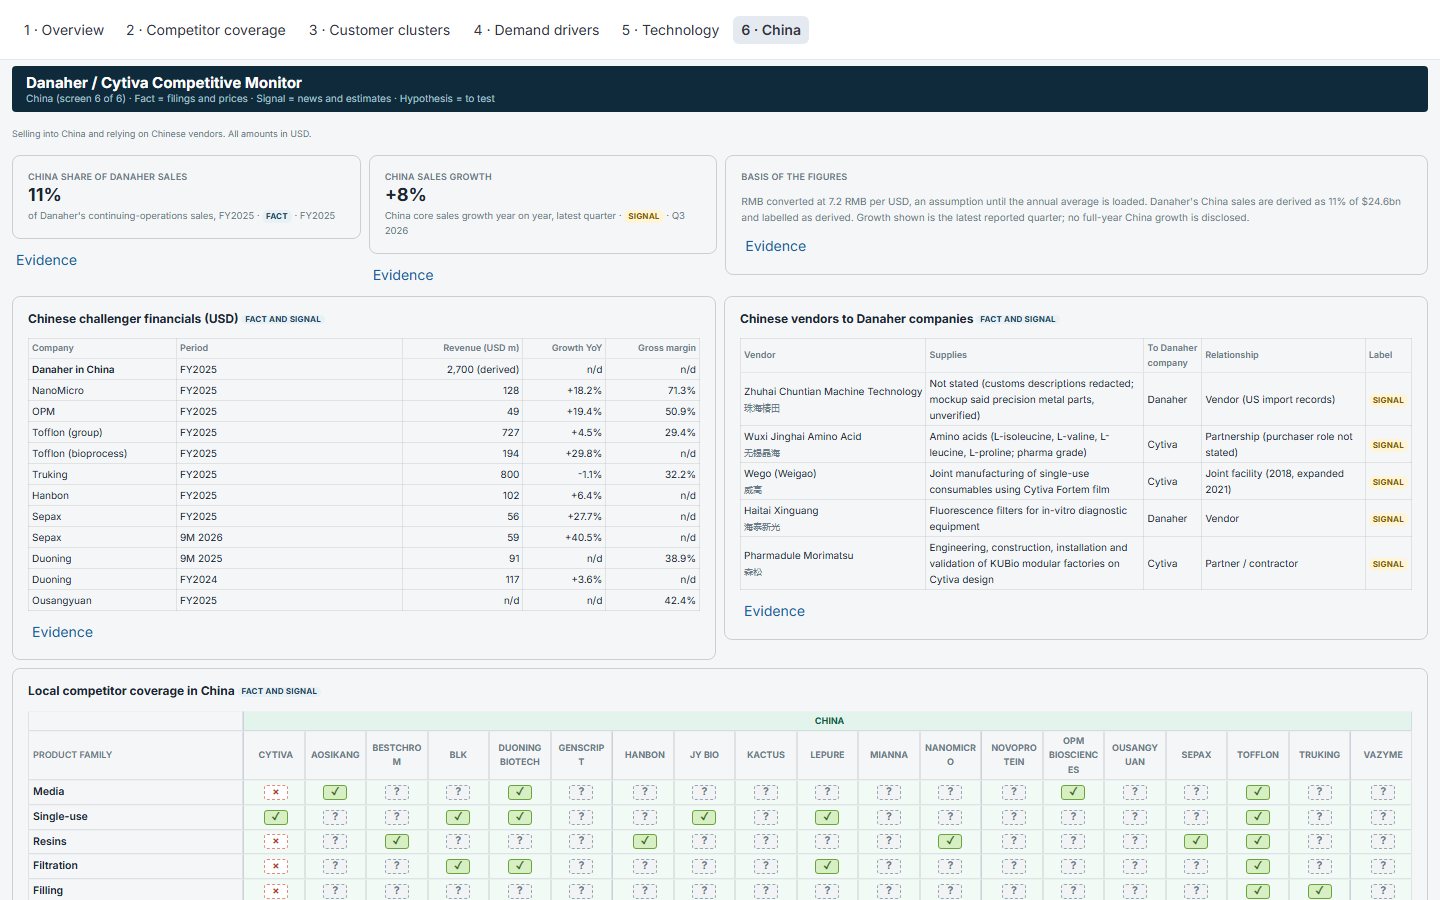 1 · Overview
2 · Competitor coverage
3 · Customer clusters
4 · Demand drivers
5 · Technology
6 · China
Danaher / Cytiva Competitive Monitor
China (screen 6 of 6) · Fact = filings and prices · Signal = news and estimates · Hypothesis = to test
Selling into China and relying on Chinese vendors. All amounts in USD.
CHINA SHARE OF DANAHER SALES
11%
of Danaher's continuing-operations sales, FY2025 · FACT · FY2025
Evidence
CHINA SALES GROWTH
+8%
China core sales growth year on year, latest quarter · SIGNAL · Q3
2026
Evidence
BASIS OF THE FIGURES
RMB converted at 7.2 RMB per USD, an assumption until the annual average is loaded. Danaher's China sales are derived as 11% of $24.6bn
and labelled as derived. Growth shown is the latest reported quarter; no full-year China growth is disclosed.
Evidence
Chinese challenger financials (USD) FACT AND SIGNAL
Company Period Revenue (USD m) Growth YoY Gross margin
Danaher in China FY2025 2,700 (derived) n/d n/d
NanoMicro FY2025 128 +18.2% 71.3%
OPM FY2025 49 +19.4% 50.9%
Tofflon (group) FY2025 727 +4.5% 29.4%
Tofflon (bioprocess) FY2025 194 +29.8% n/d
Truking FY2025 800 -1.1% 32.2%
Hanbon FY2025 102 +6.4% n/d
Sepax FY2025 56 +27.7% n/d
Sepax 9M 2026 59 +40.5% n/d
Duoning 9M 2025 91 n/d 38.9%
Duoning FY2024 117 +3.6% n/d
Ousangyuan FY2025 n/d n/d 42.4%
Evidence
Chinese vendors to Danaher companies FACT AND SIGNAL
Vendor Supplies To Danaher company Relationship Label
Zhuhai Chuntian Machine Technology
珠海椿田
Not stated (customs descriptions redacted;
mockup said precision metal parts,
unverified)
Danaher
Vendor (US import records)
SIGNAL
Wuxi Jinghai Amino Acid
无锡晶海
Amino acids (L-isoleucine, L-valine, L-
leucine, L-proline; pharma grade)
Cytiva
Partnership (purchaser role not
stated)
SIGNAL
Wego (Weigao)
威高
Joint manufacturing of single-use
consumables using Cytiva Fortem film
Cytiva
Joint facility (2018, expanded
2021)
SIGNAL
Haitai Xinguang
海泰新光
Fluorescence filters for in-vitro diagnostic
equipment
Danaher
Vendor
SIGNAL
Pharmadule Morimatsu
森松
Engineering, construction, installation and
validation of KUBio modular factories on
Cytiva design
Cytiva
Partner / contractor
SIGNAL
Evidence
Local competitor coverage in China FACT AND SIGNAL
CHINA
PRODUCT FAMILY
CYTIVA
AOSIKANG
BESTCHRO
M
BLK
DUONING
BIOTECH
GENSCRIP
T
HANBON
JY BIO
KACTUS
LEPURE
MIANNA
NANOMICR
O
NOVOPRO
TEIN
OPM
BIOSCIENC
ES
OUSANGY
UAN
SEPAX
TOFFLON
TRUKING
VAZYME
Media × ✓ ? ? ✓ ? ? ? ? ? ? ? ? ✓ ? ? ✓ ? ?
Single-use ✓ ? ? ✓ ✓ ? ? ✓ ? ✓ ? ? ? ? ? ? ✓ ? ?
Resins × ? ✓ ? ? ? ✓ ? ? ? ? ✓ ? ? ? ✓ ✓ ? ?
Filtration × ? ? ✓ ✓ ? ? ? ? ✓ ? ? ? ? ? ? ✓ ? ?
Filling × ? ? ? ? ? ? ? ? ? ? ? ? ? ? ? ✓ ✓ ?